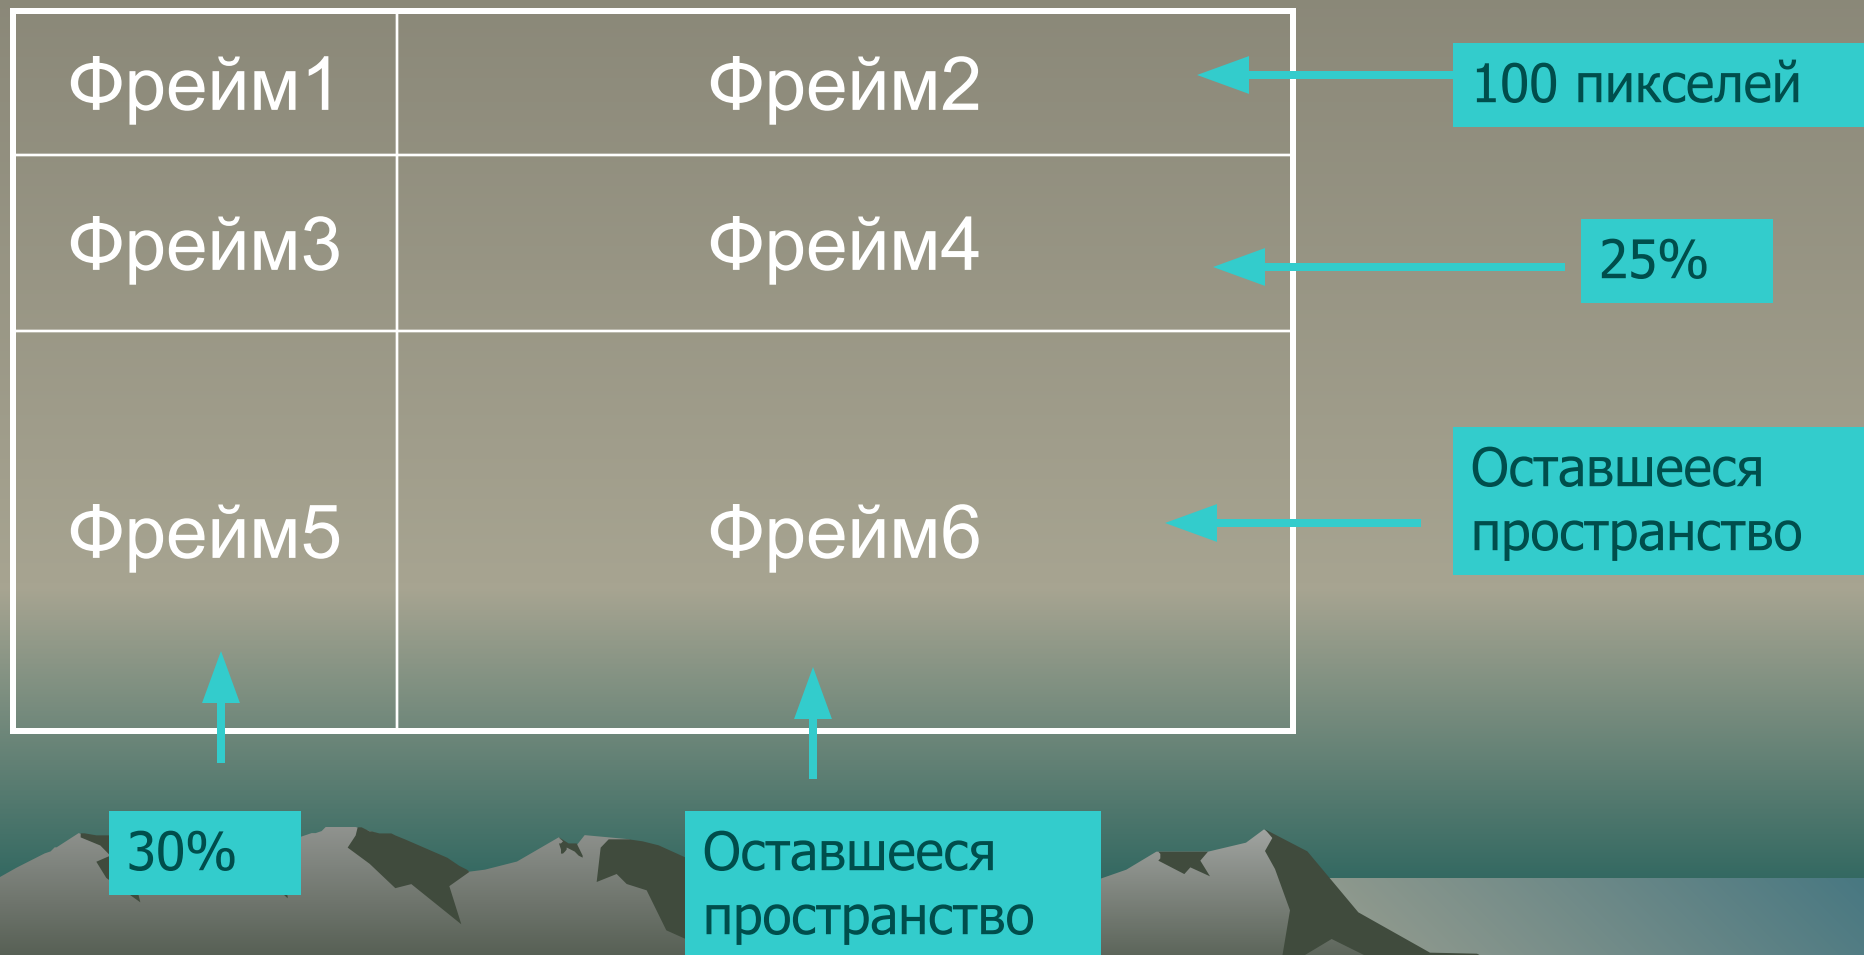 Фрейм1
Фрейм2
100 пикселей
Фрейм3
Фрейм4
25%
Оставшееся
пространство
Фрейм5
Фрейм6
30%
Оставшееся
пространство